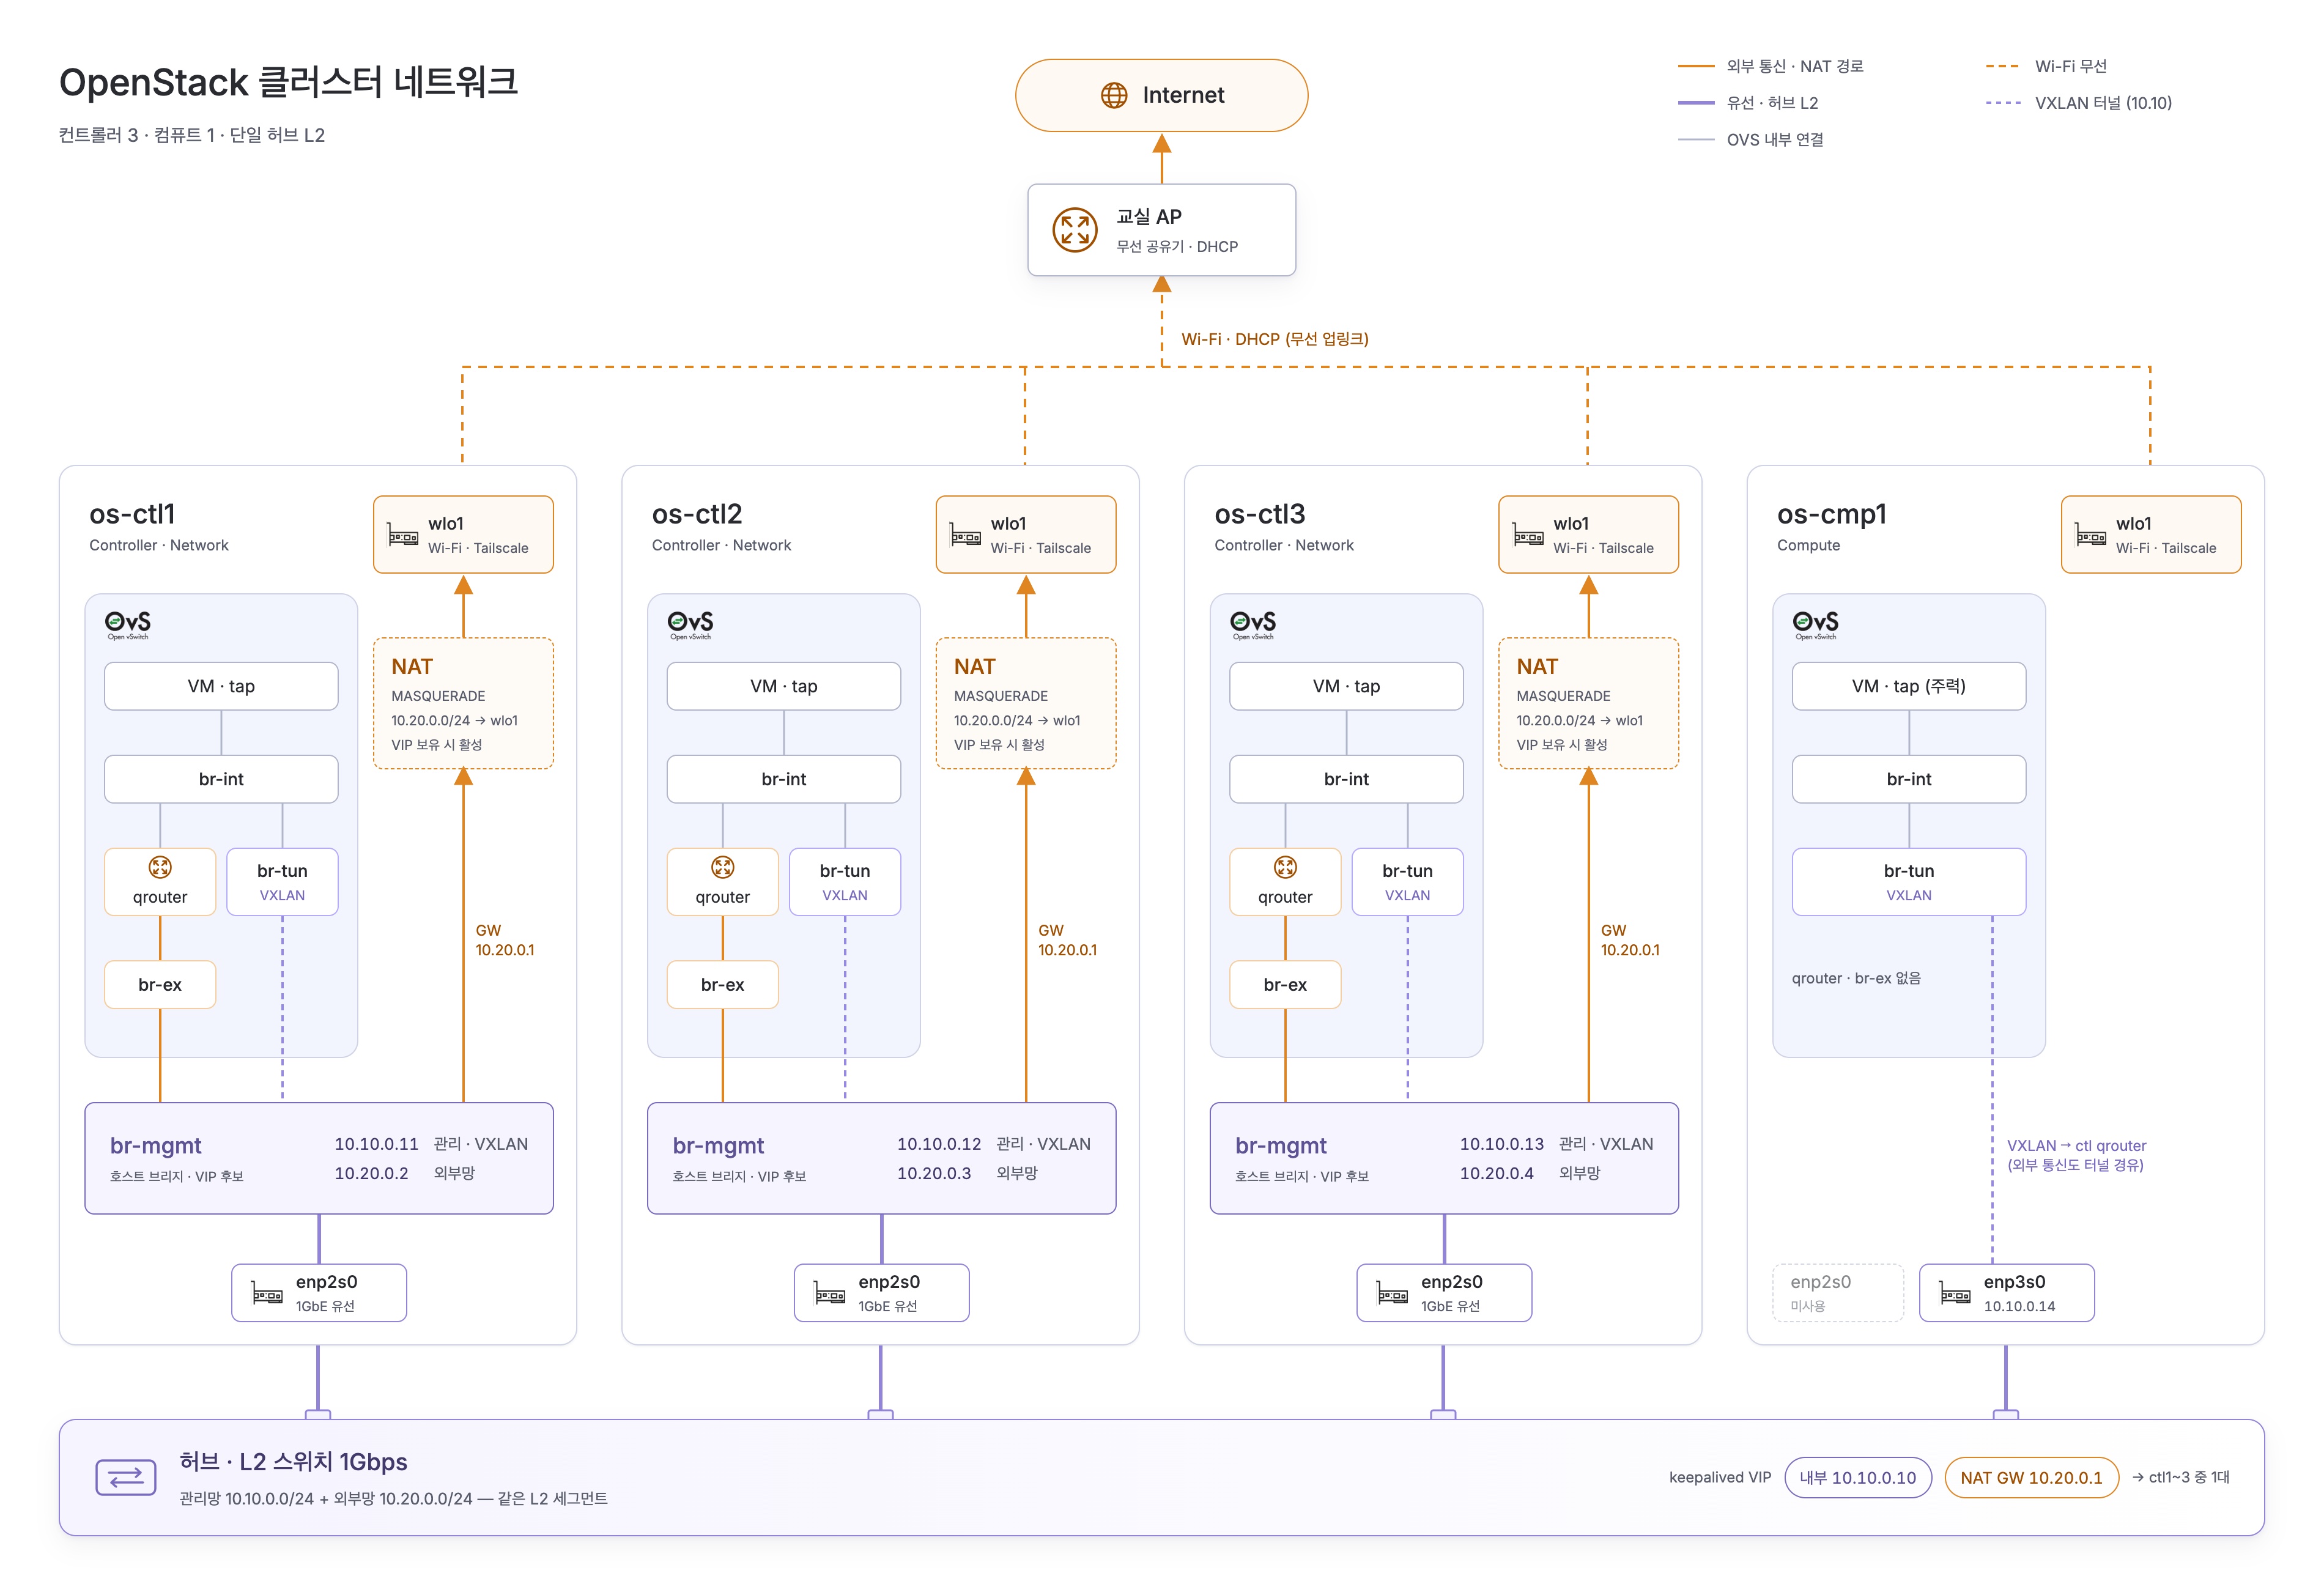 OpenStack 클러스터 네트워크
컨트롤러 3 · 컴퓨트 1 · 단일 허브 L2
Internet
외부 통신 · NAT 경로
Wi-Fi 무선
유선 · 허브 L2
VXLAN 터널 (10.10)
OVS 내부 연결
교실 AP
무선 공유기 · DHCP
Wi-Fi · DHCP (무선 업링크)
os-ctl1
Controller · Network
wlo1
Wi-Fi · Tailscale
OvS
Open vSwitch
VM · tap
NAT
MASQUERADE
10.20.0.0/24 → wlo1
VIP 보유 시 활성
br-int
qrouter
br-tun
VXLAN
GW
10.20.0.1
br-ex
br-mgmt
호스트 브리지 · VIP 후보
10.10.0.11 관리 · VXLAN
10.20.0.2 외부망
enp2s0
1GbE 유선
os-ctl2
Controller · Network
wlo1
Wi-Fi · Tailscale
OvS
Open vSwitch
VM · tap
NAT
MASQUERADE
10.20.0.0/24 → wlo1
VIP 보유 시 활성
br-int
qrouter
br-tun
VXLAN
GW
10.20.0.1
br-ex
br-mgmt
호스트 브리지 · VIP 후보
10.10.0.12 관리 · VXLAN
10.20.0.3 외부망
enp2s0
1GbE 유선
os-ctl3
Controller · Network
wlo1
Wi-Fi · Tailscale
OvS
Open vSwitch
VM · tap
NAT
MASQUERADE
10.20.0.0/24 → wlo1
VIP 보유 시 활성
br-int
qrouter
br-tun
VXLAN
GW
10.20.0.1
br-ex
br-mgmt
호스트 브리지 · VIP 후보
10.10.0.13 관리 · VXLAN
10.20.0.4 외부망
enp2s0
1GbE 유선
os-cmp1
Compute
wlo1
Wi-Fi · Tailscale
OvS
Open vSwitch
VM · tap (주력)
br-int
br-tun
VXLAN
qrouter · br-ex 없음
VXLAN → ctl qrouter
(외부 통신도 터널 경유)
enp2s0
미사용
enp3s0
10.10.0.14
허브 · L2 스위치 1Gbps
관리망 10.10.0.0/24 + 외부망 10.20.0.0/24 — 같은 L2 세그먼트
keepalived VIP 내부 10.10.0.10 NAT GW 10.20.0.1 → ctl1~3 중 1대